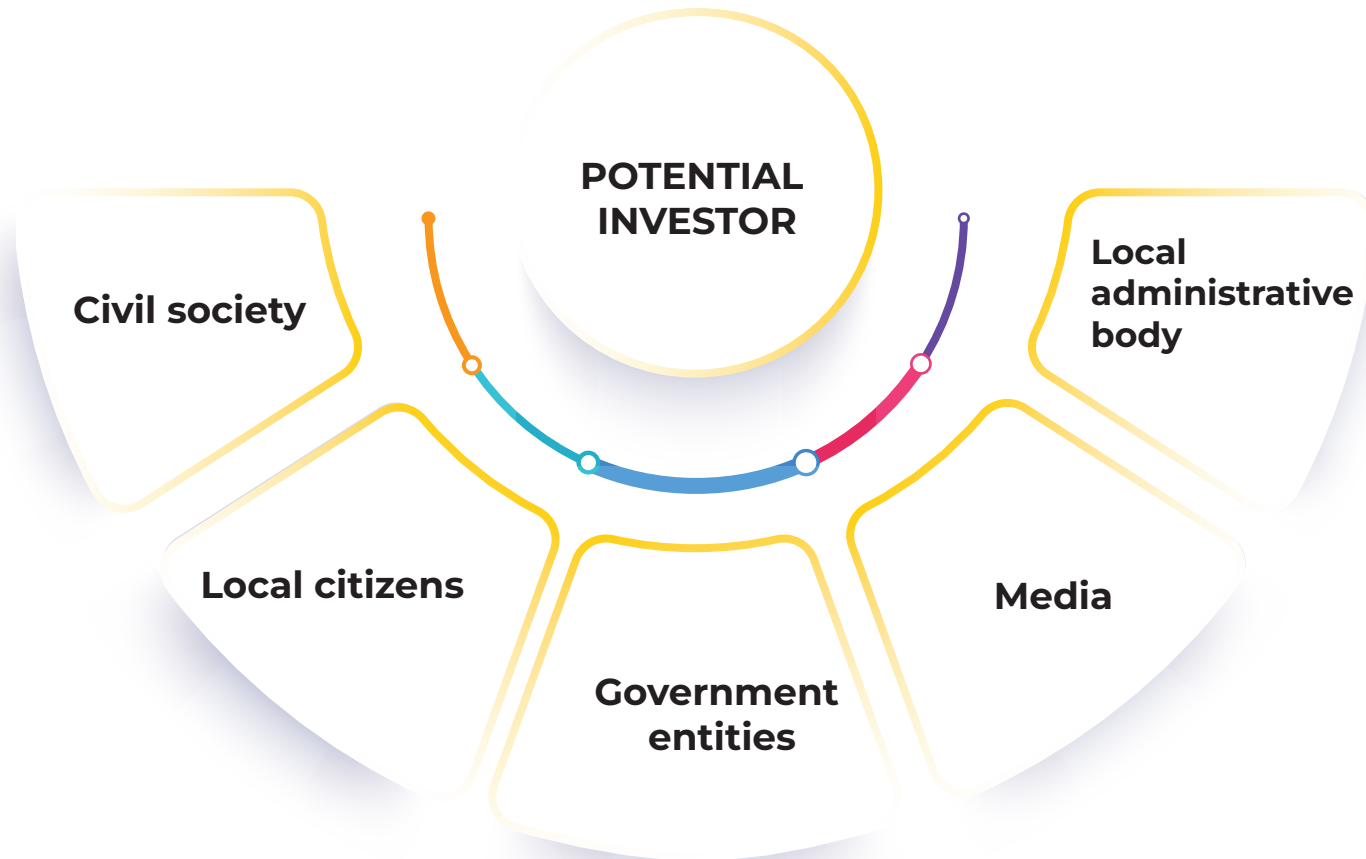 POTENTIAL
INVESTOR
Civil society
Local citizens
Government
entities
Media
Local
administrative
body